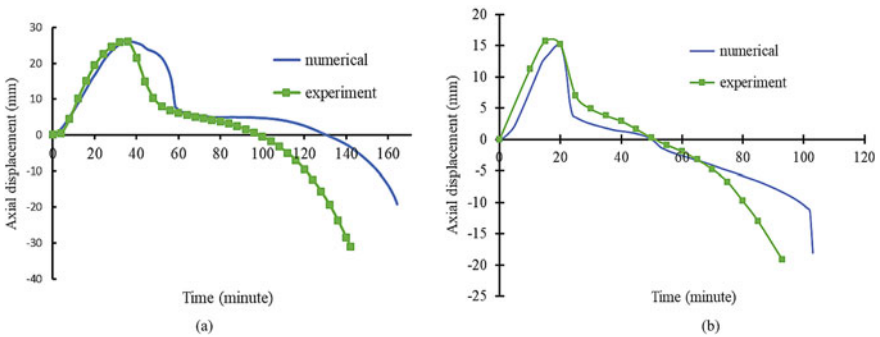 30
20
10
0
-10
-20
-30
-40
0 20 40 60 80 100 120 140 160
Axial displacement (mm)
numerical
experiment
Time (minute)
(a)
20
15
10
5
0
-5
-10
-15
-20
-25
0 20 40 60 80 100 120
Axial displacement (mm)
numerical
experiment
Time (minute)
(b)